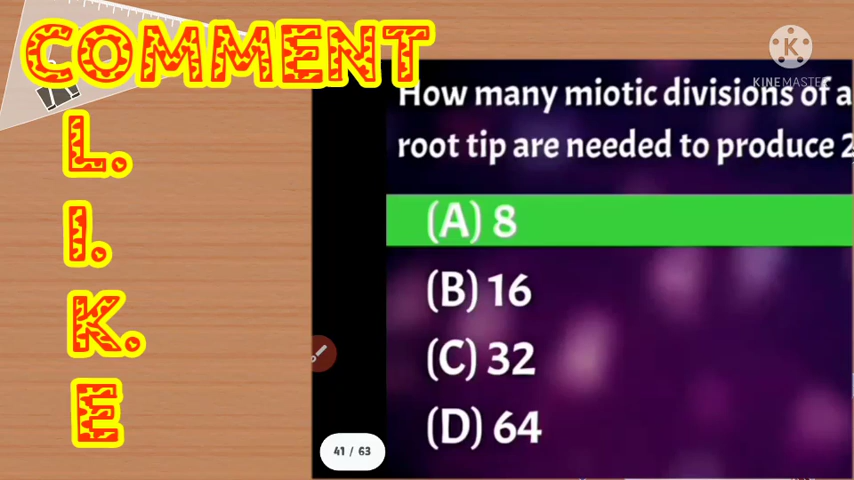 COMMENT
L.
I.
K.
E
K
KINEMASTER
How many miotic divisions of a
root tip are needed to produce 2
(A) 8
(B) 16
(C) 32
(D) 64
41 / 63